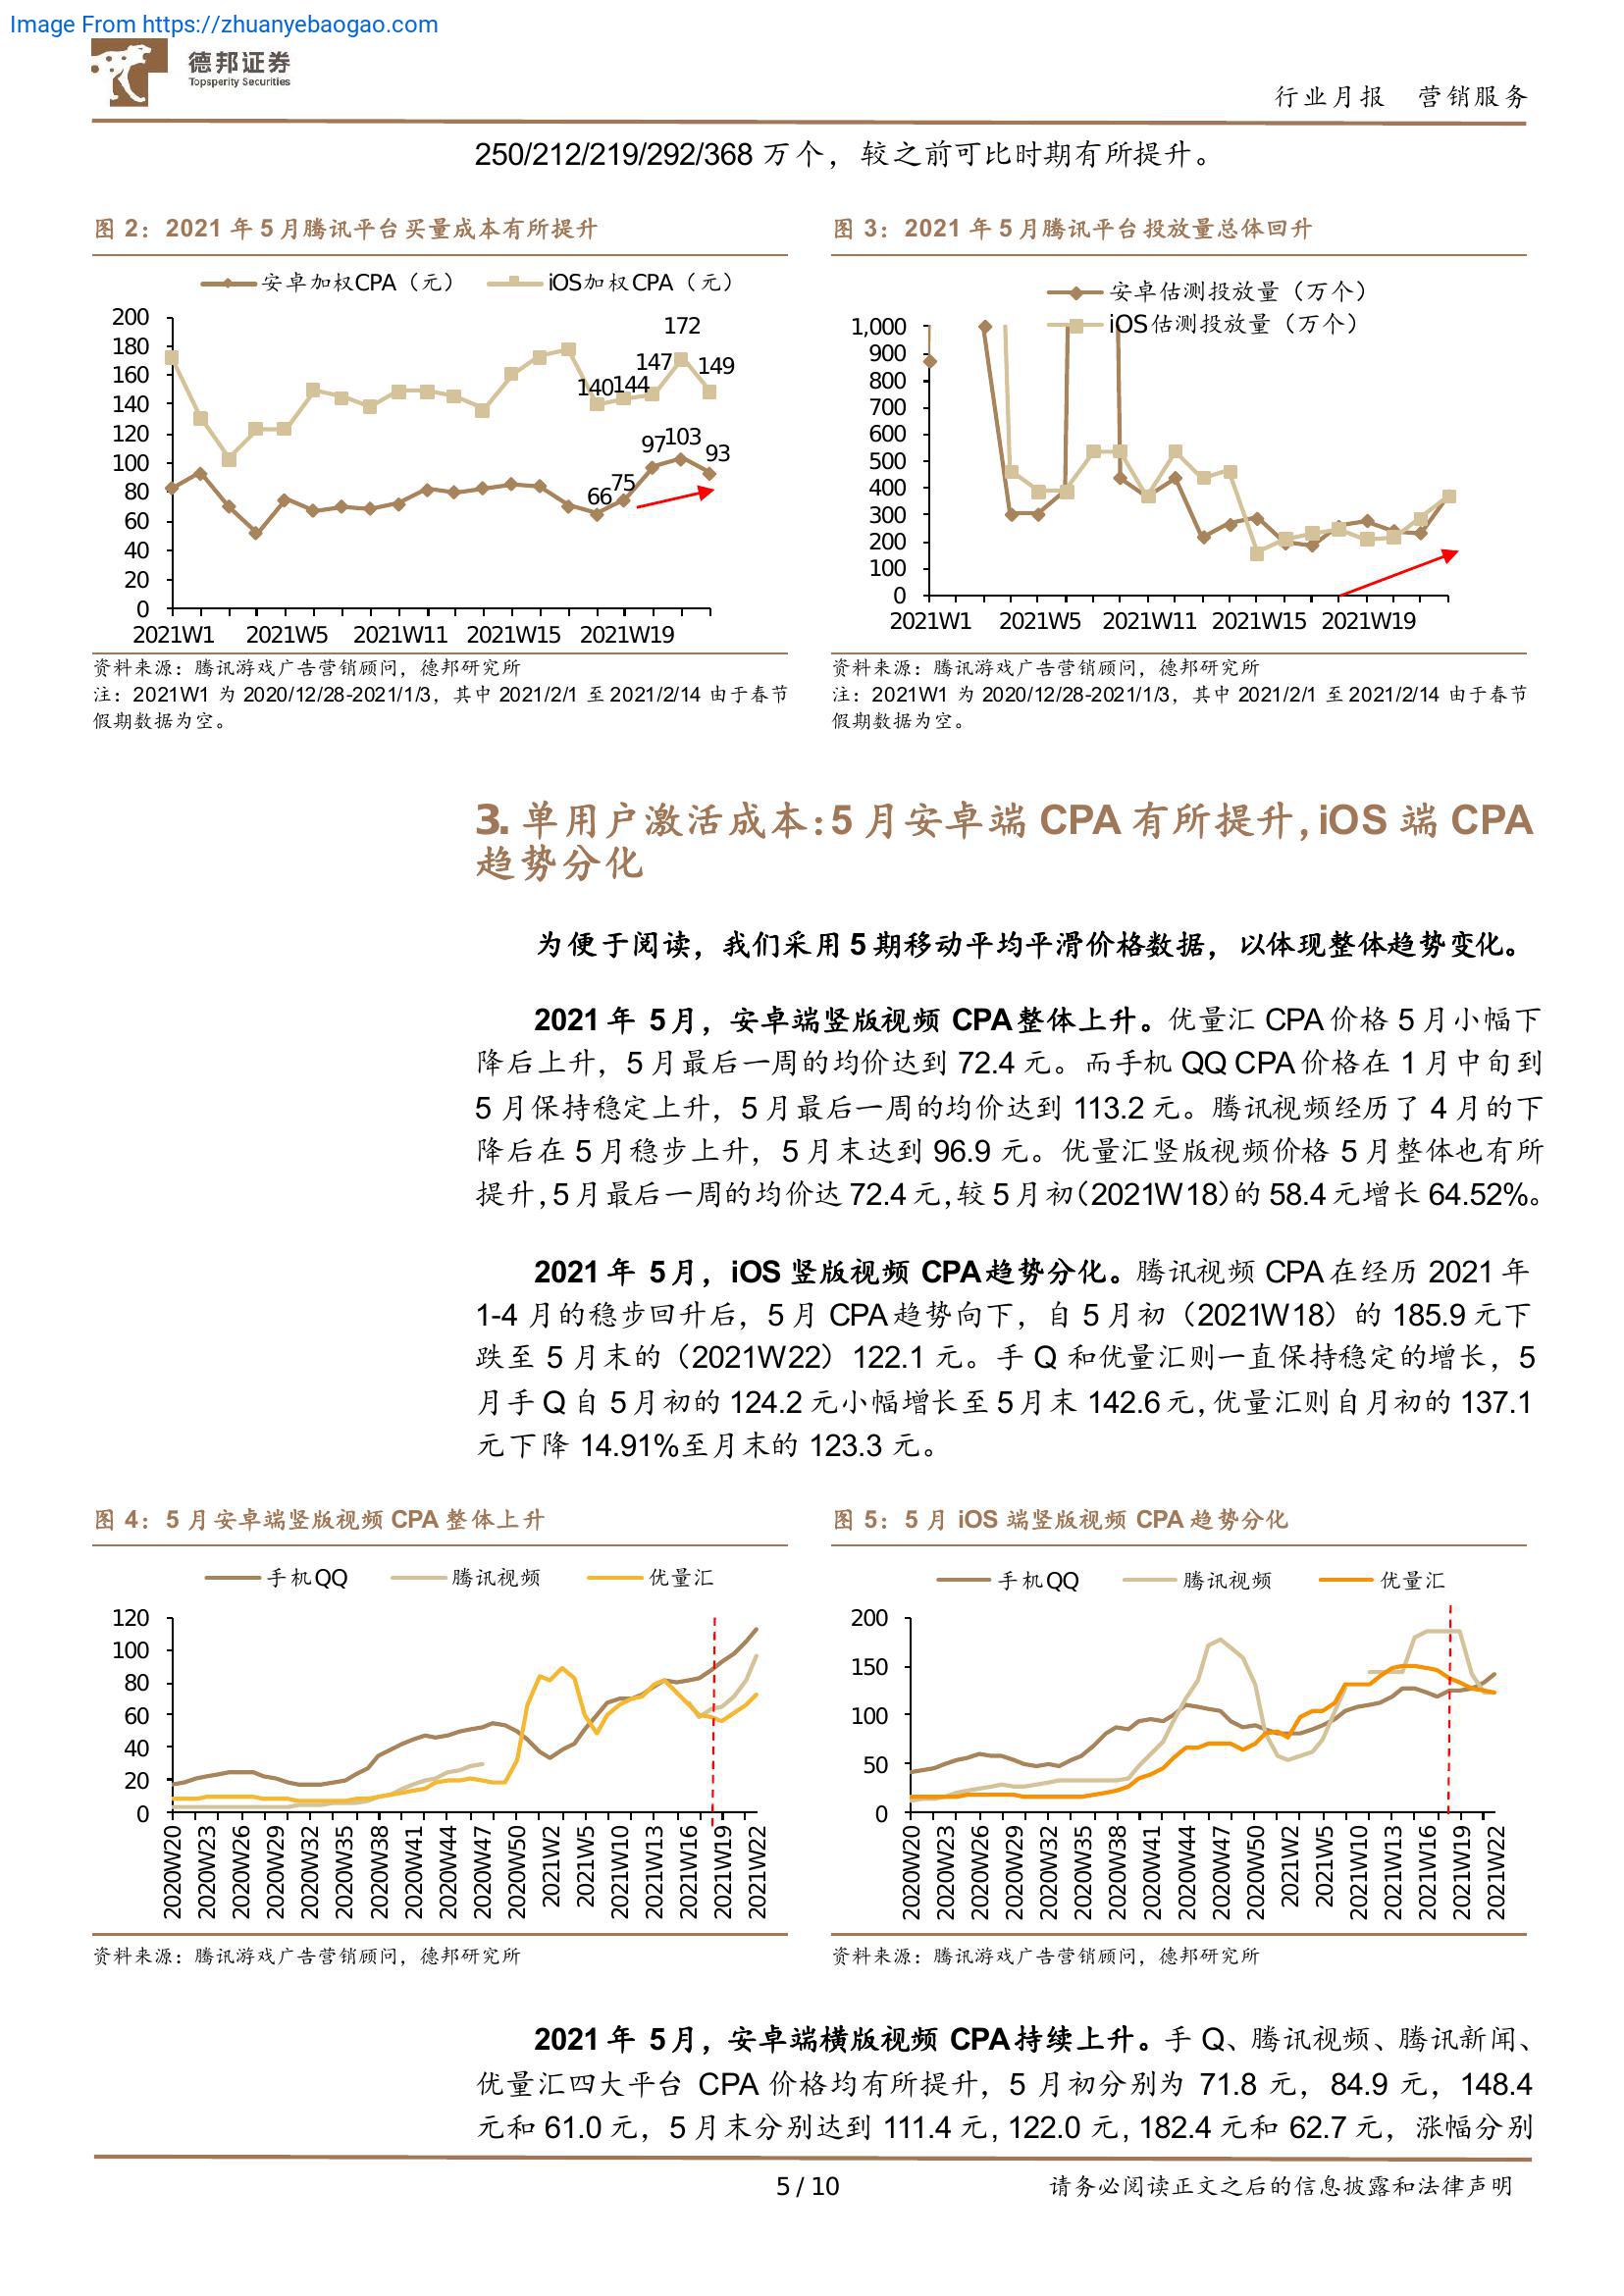 Image From https://zhuanyebaogao.com
德邦证券
Topsperity Securities
行业月报 营销服务
250/212/219/292/368 万个，较之前可比时期有所提升。
图 2：2021 年 5 月腾讯平台买量成本有所提升
安卓加权CPA（元） iOS加权CPA（元）
200
180
160
140
120
100
80
60
40
20
0
172
147
149
140
144
97
103
93
66
75
2021W1 2021W5 2021W11 2021W15 2021W19
资料来源：腾讯游戏广告营销顾问，德邦研究所
注：2021W1 为 2020/12/28-2021/1/3，其中 2021/2/1 至 2021/2/14 由于春节
假期数据为空。
图 3：2021 年 5 月腾讯平台投放量总体回升
安卓估测投放量（万个）
iOS估测投放量（万个）
1,000
900
800
700
600
500
400
300
200
100
0
2021W1 2021W5 2021W11 2021W15 2021W19
资料来源：腾讯游戏广告营销顾问，德邦研究所
注：2021W1 为 2020/12/28-2021/1/3，其中 2021/2/1 至 2021/2/14 由于春节
假期数据为空。
3. 单用户激活成本：5 月安卓端 CPA 有所提升，iOS 端 CPA
趋势分化
为便于阅读，我们采用 5 期移动平均平滑价格数据，以体现整体趋势变化。
2021 年 5 月，安卓端竖版视频 CPA 整体上升。优量汇 CPA 价格 5 月小幅下
降后上升，5 月最后一周的均价达到 72.4 元。而手机 QQ CPA 价格在 1 月中旬到
5 月保持稳定上升，5 月最后一周的均价达到 113.2 元。腾讯视频经历了 4 月的下
降后在 5 月稳步上升，5 月末达到 96.9 元。优量汇竖版视频价格 5 月整体也有所
提升，5 月最后一周的均价达 72.4 元，较 5 月初（2021W18）的 58.4 元增长 64.52%。
2021 年 5 月，iOS 竖版视频 CPA 趋势分化。腾讯视频 CPA 在经历 2021 年
1-4 月的稳步回升后，5 月 CPA 趋势向下，自 5 月初（2021W18）的 185.9 元下
跌至 5 月末的（2021W22）122.1 元。手 Q 和优量汇则一直保持稳定的增长，5
月手 Q 自 5 月初的 124.2 元小幅增长至 5 月末 142.6 元，优量汇则自月初的 137.1
元下降 14.91%至月末的 123.3 元。
图 4：5 月安卓端竖版视频 CPA 整体上升
手机QQ 腾讯视频 优量汇
120
100
80
60
40
20
0
2020W20 2020W23 2020W26 2020W29 2020W32 2020W35 2020W38 2020W41 2020W44 2020W47 2020W50 2021W2 2021W5 2021W10 2021W13 2021W16 2021W19 2021W22
资料来源：腾讯游戏广告营销顾问，德邦研究所
图 5：5 月 iOS 端竖版视频 CPA 趋势分化
手机QQ 腾讯视频 优量汇
200
150
100
50
0
2020W20 2020W23 2020W26 2020W29 2020W32 2020W35 2020W38 2020W41 2020W44 2020W47 2020W50 2021W2 2021W5 2021W10 2021W13 2021W16 2021W19 2021W22
资料来源：腾讯游戏广告营销顾问，德邦研究所
2021 年 5 月，安卓端横版视频 CPA 持续上升。手 Q、腾讯视频、腾讯新闻、
优量汇四大平台 CPA 价格均有所提升，5 月初分别为 71.8 元，84.9 元，148.4
元和 61.0 元，5 月末分别达到 111.4 元，122.0 元，182.4 元和 62.7 元，涨幅分别
5 / 10
请务必阅读正文之后的信息披露和法律声明